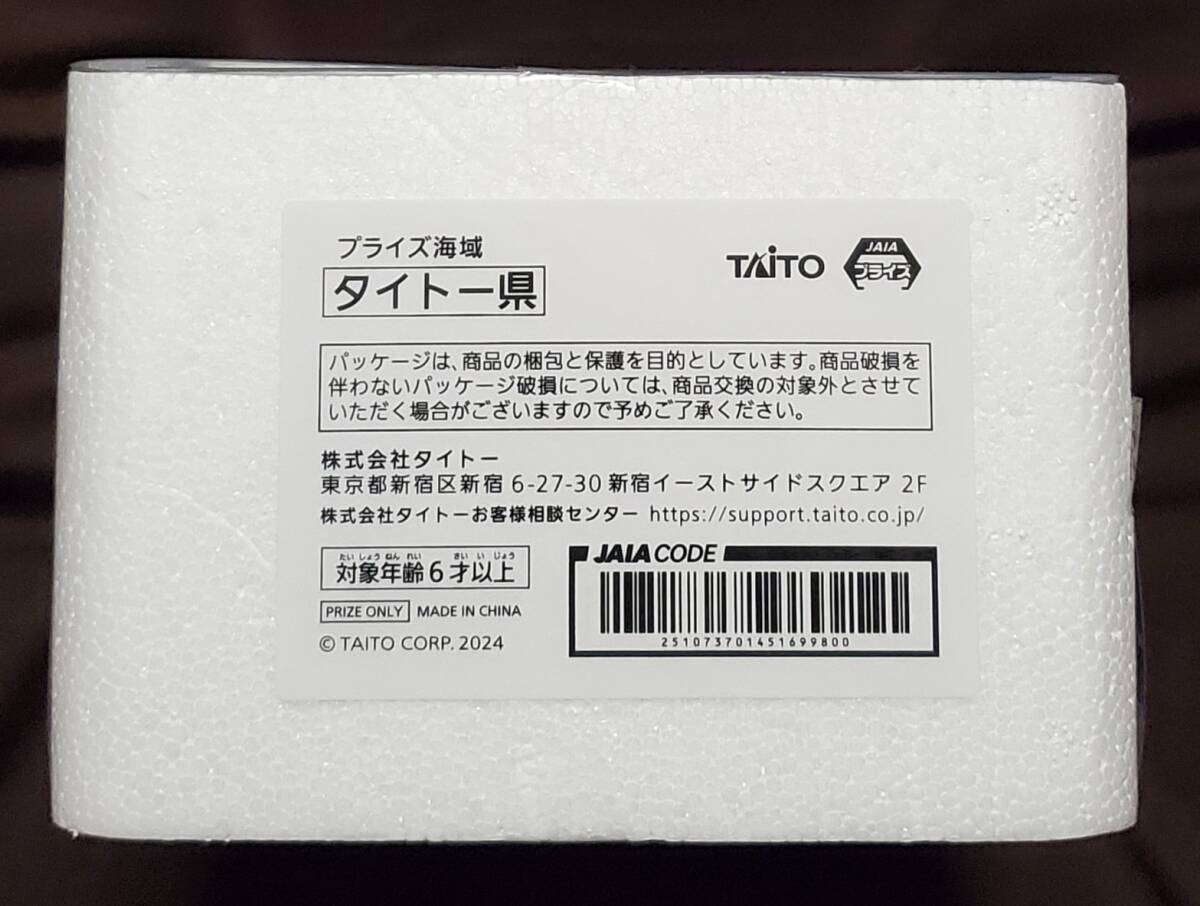 プライズ海域
タイトー県
TAITO
JAIA
プライズ
パッケージは、商品の梱包と保護を目的としています。商品破損を
伴わないパッケージ破損については、商品交換の対象外とさせて
いただく場合がございますので予めご了承ください。
株式会社タイトー
東京都新宿区新宿 6-27-30 新宿イーストサイドスクエア 2F
株式会社タイトーお客様相談センター https://support.taito.co.jp/
たいしょうねんれい さいいじょう
対象年齢6才以上
PRIZE ONLY MADE IN CHINA
© TAITO CORP. 2024
JAIA CODE
251073701451699800